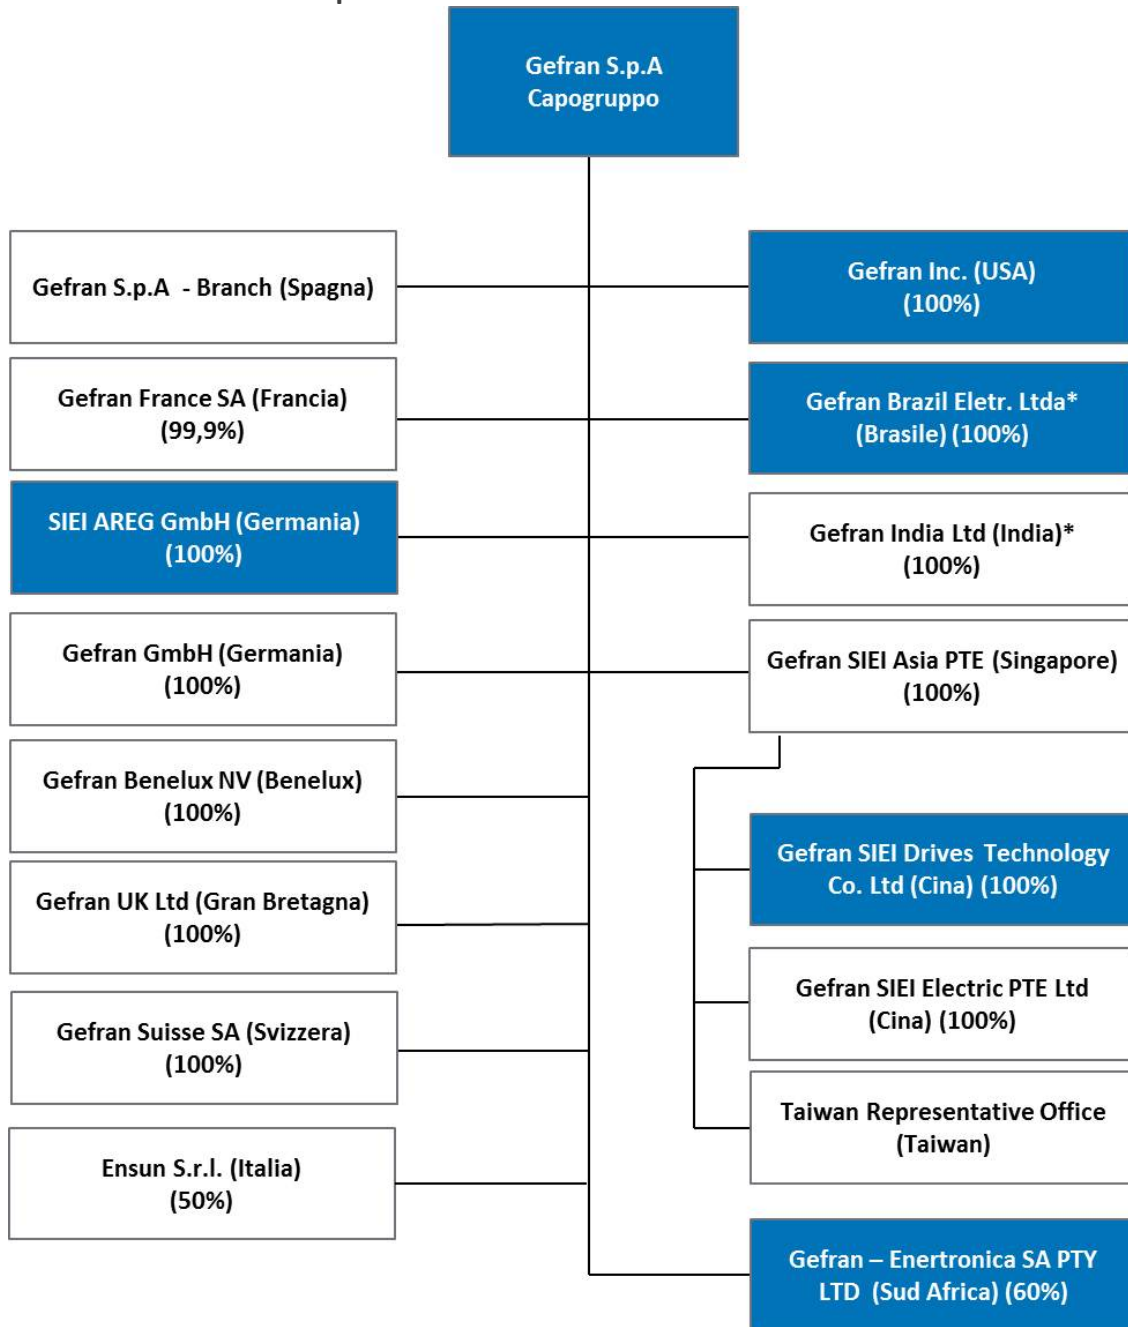 Gefran S.p.A
Capogruppo
Gefran S.p.A - Branch (Spagna)
Gefran France SA (Francia)
(99,9%)
SIEI AREG GmbH (Germania)
(100%)
Gefran GmbH (Germania)
(100%)
Gefran Benelux NV (Benelux)
(100%)
Gefran UK Ltd (Gran Bretagna)
(100%)
Gefran Suisse SA (Svizzera)
(100%)
Ensun S.r.l. (Italia)
(50%)
Gefran Inc. (USA)
(100%)
Gefran Brazil Eletr. Ltda*
(Brasile) (100%)
Gefran India Ltd (India)*
(100%)
Gefran SIEI Asia PTE (Singapore)
(100%)
Gefran SIEI Drives Technology
Co. Ltd (Cina) (100%)
Gefran SIEI Electric PTE Ltd
(Cina) (100%)
Taiwan Representative Office
(Taiwan)
Gefran – Enertronica SA PTY
LTD (Sud Africa) (60%)